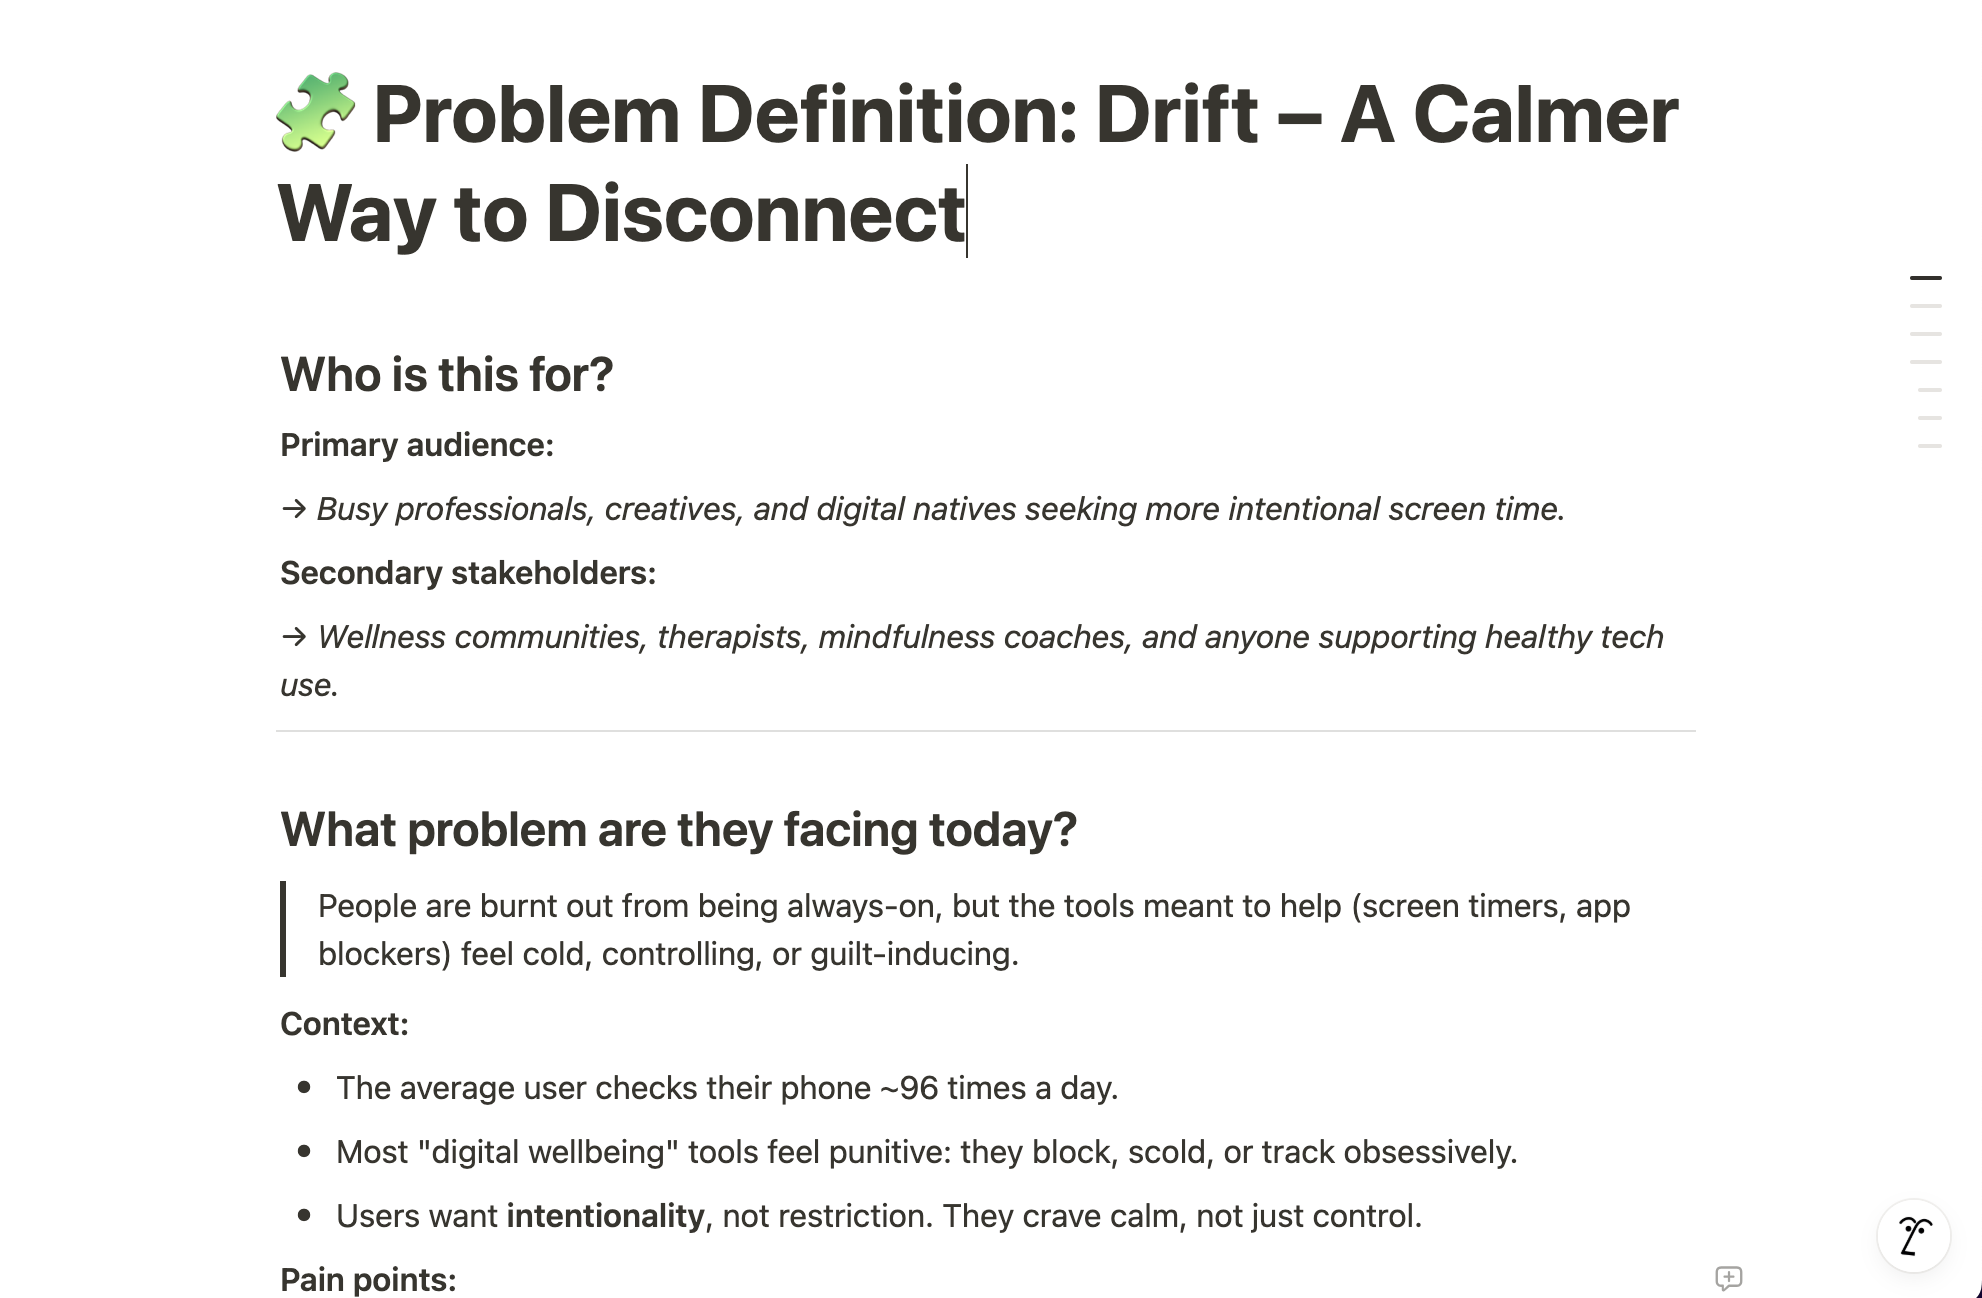 🧩 Problem Definition: Drift – A Calmer
Way to Disconnect
Who is this for?
Primary audience:
→ Busy professionals, creatives, and digital natives seeking more intentional screen time.
Secondary stakeholders:
→ Wellness communities, therapists, mindfulness coaches, and anyone supporting healthy tech
use.
What problem are they facing today?
People are burnt out from being always-on, but the tools meant to help (screen timers, app
blockers) feel cold, controlling, or guilt-inducing.
Context:
• The average user checks their phone ~96 times a day.
• Most "digital wellbeing" tools feel punitive: they block, scold, or track obsessively.
• Users want intentionality, not restriction. They crave calm, not just control.
Pain points: